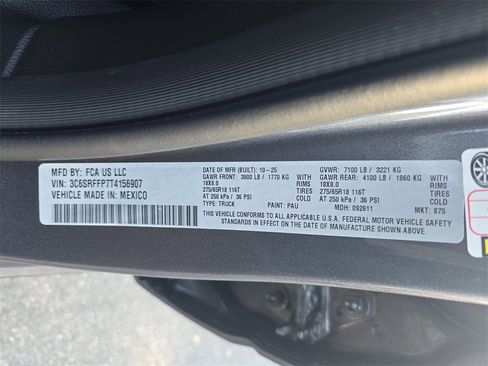 MFD BY: FCA US LLC
VIN: 3C6SRFFP7T4156907
VEHICLE MADE IN: MEXICO
DATE OF MFR (BUILT): 10-25 GVWR: 7100 LB / 3221 KG
GAWR FRONT: 3900 LB / 1770 KG WITH GAWR REAR: 4100 LB / 1860 KG WITH
18X8.0 TIRES 18X8.0 TIRES
275/65R18 116T RIMS 275/65R18 116T RIMS
AT 250 kPa / 36 PSI COLD AT 250 kPa / 36 PSI COLD
TYPE: TRUCK PAINT: PAU MDH: 092611 MKT: 875
THIS VEHICLE CONFORMS TO ALL APPLICABLE U.S.A. FEDERAL MOTOR VEHICLE SAFETY
STANDARDS IN EFFECT ON THE DATE OF MANUFACTURE SHOWN ABOVE.